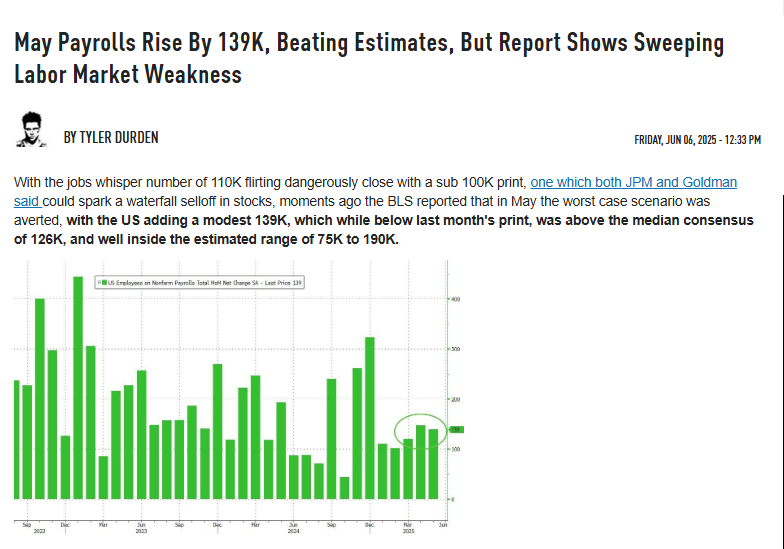 May Payrolls Rise By 139K, Beating Estimates, But Report Shows Sweeping
Labor Market Weakness
BY TYLER DURDEN
FRIDAY, JUN 06, 2025 - 12:33 PM
With the jobs whisper number of 110K flirting dangerously close with a sub 100K print, one which both JPM and Goldman
said could spark a waterfall selloff in stocks, moments ago the BLS reported that in May the worst case scenario was
averted, with the US adding a modest 139K, which while below last month's print, was above the median consensus
of 126K, and well inside the estimated range of 75K to 190K.
US Employees on Nonfarm Payrolls Total MoM Net Change SA - Last Price 139
400
300
200
139
100
0
Sep Dec Mar Jun Sep Dec Mar Jun Sep Dec Mar Jun
2022 2023 2024 2025